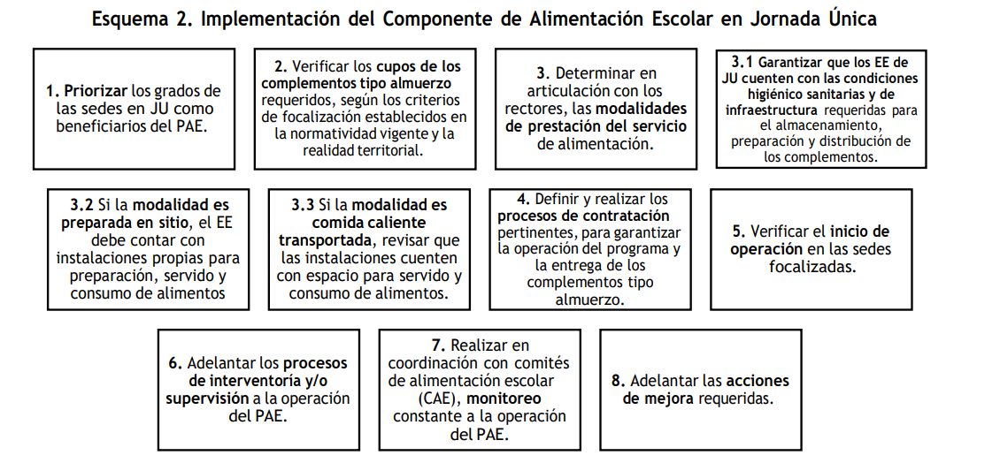 Esquema 2. Implementación del Componente de Alimentación Escolar en Jornada Única
1. Priorizar los grados de
las sedes en JU como
beneficiarios del PAE.
2. Verificar los cupos de los
complementos tipo almuerzo
requeridos, según los criterios
de focalización establecidos en
la normatividad vigente y la
realidad territorial.
3. Determinar en
articulación con los
rectores, las modalidades
de prestación del servicio
de alimentación.
3.1 Garantizar que los EE de
JU cuenten con las condiciones
higiénico sanitarias y de
infraestructura requeridas para
el almacenamiento,
preparación y distribución de
los complementos.
3.2 Si la modalidad es
preparada en sitio, el EE
debe contar con
instalaciones propias para
preparación, servido y
consumo de alimentos
3.3 Si la modalidad es
comida caliente
transportada, revisar que
las instalaciones cuenten
con espacio para servido y
consumo de alimentos.
4. Definir y realizar los
procesos de contratación
pertinentes, para garantizar
la operación del programa y
la entrega de los
complementos tipo
almuerzo.
5. Verificar el inicio de
operación en las sedes
focalizadas.
6. Adelantar los procesos
de interventoría y/o
supervisión a la operación
del PAE.
7. Realizar en
coordinación con comités
de alimentación escolar
(CAE), monitoreo
constante a la operación
del PAE.
8. Adelantar las acciones
de mejora requeridas.